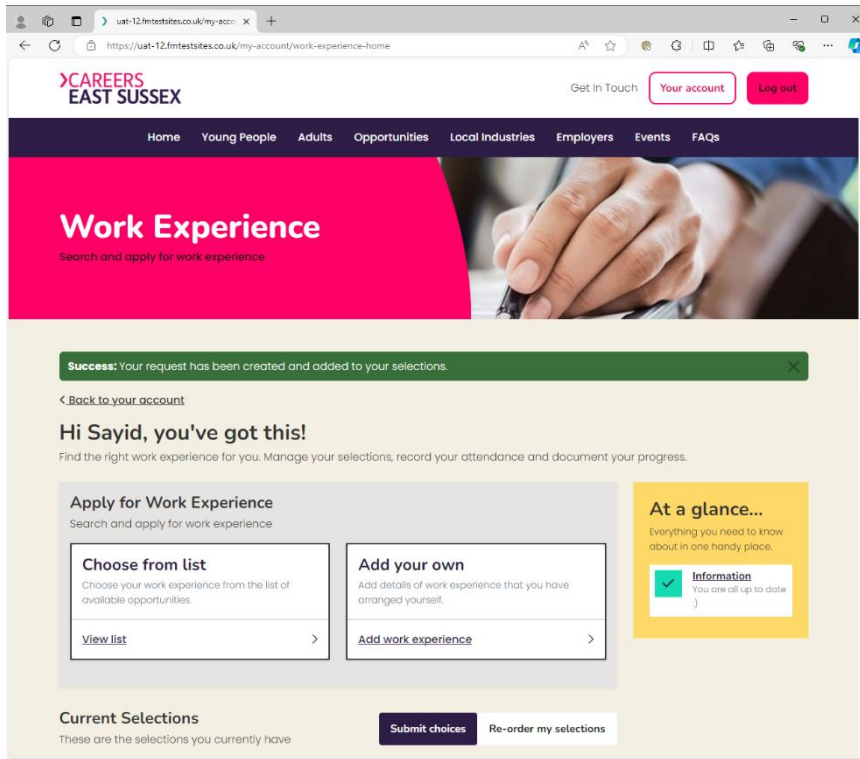 uat-12.fmtestsites.co.uk/my-acco
https://uat-12.fmtestsites.co.uk/my-account/work-experience-home
CAREERS
EAST SUSSEX
Get In Touch
Your account
Log out
Home Young People Adults Opportunities Local Industries Employers Events FAQs
Work Experience
Search and apply for work experience
Success: Your request has been created and added to your selections.
< Back to your account
Hi Sayid, you've got this!
Find the right work experience for you. Manage your selections, record your attendance and document your progress.
Apply for Work Experience
Search and apply for work experience
Choose from list
Choose your work experience from the list of
available opportunities.
View list
Add your own
Add details of work experience that you have
arranged yourself.
Add work experience
At a glance...
Everything you need to know
about in one handy place.
Information
You are all up to date
:)
Current Selections
These are the selections you currently have
Submit choices
Re-order my selections